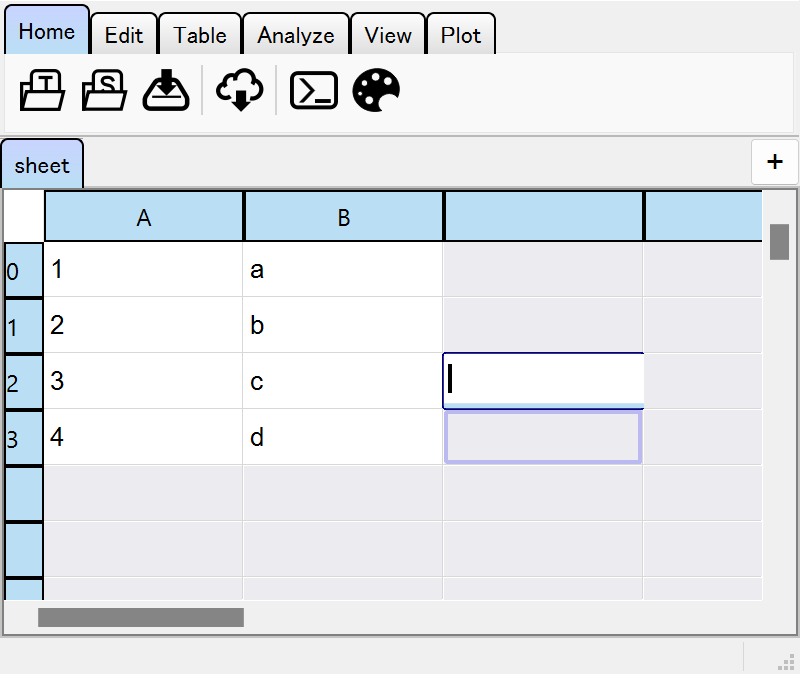 Home Edit Table Analyze View Plot
T S
sheet +
A B
0 1 a
1 2 b
2 3 c
3 4 d